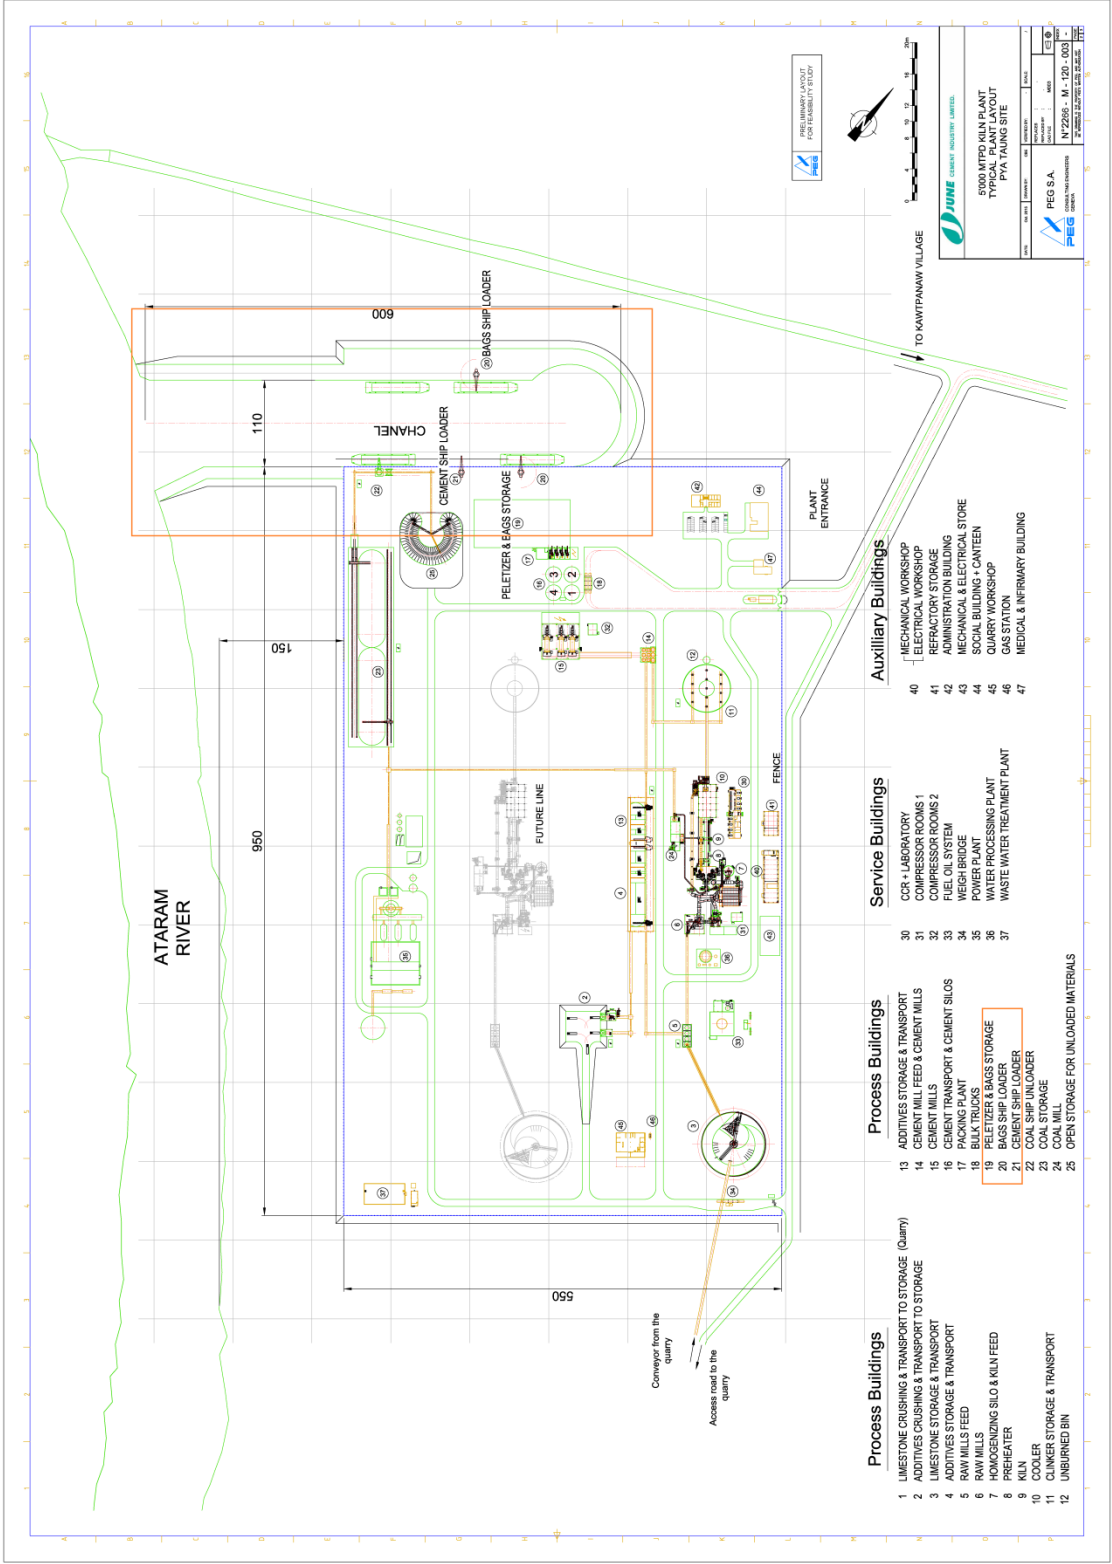 ATARAM
RIVER
950
150
110
600
550
CHANEL
CEMENT SHIP LOADER
BAGS SHIP LOADER
PELETIZER & BAGS STORAGE
FUTURE LINE
FENCE
PLANT
ENTRANCE
TO KAWTPANAW VILLAGE
Conveyor from the
quarry
Access road to the
quarry
Process Buildings
1 LIMESTONE CRUSHING & TRANSPORT TO STORAGE (Quarry)
2 ADDITIVES CRUSHING & TRANSPORT TO STORAGE
3 LIMESTONE STORAGE & TRANSPORT
4 ADDITIVES STORAGE & TRANSPORT
5 RAW MILLS FEED
6 RAW MILLS
7 HOMOGENIZING SILO & KILN FEED
8 PREHEATER
9 KILN
10 COOLER
11 CLINKER STORAGE & TRANSPORT
12 UNBURNED BIN
Process Buildings
13 ADDITIVES STORAGE & TRANSPORT
14 CEMENT MILL FEED & CEMENT MILLS
15 CEMENT MILLS
16 CEMENT TRANSPORT & CEMENT SILOS
17 PACKING PLANT
18 BULK TRUCKS
19 PELETIZER & BAGS STORAGE
20 BAGS SHIP LOADER
21 CEMENT SHIP LOADER
22 COAL SHIP UNLOADER
23 COAL STORAGE
24 COAL MILL
25 OPEN STORAGE FOR UNLOADED MATERIALS
Service Buildings
30 CCR + LABORATORY
31 COMPRESSOR ROOMS 1
32 COMPRESSOR ROOMS 2
33 FUEL OIL SYSTEM
34 WEIGH BRIDGE
35 POWER PLANT
36 WATER PROCESSING PLANT
37 WASTE WATER TREATMENT PLANT
Auxilliary Buildings
40 MECHANICAL WORKSHOP
ELECTRICAL WORKSHOP
41 REFRACTORY STORAGE
42 ADMINISTRATION BUILDING
43 MECHANICAL & ELECTRICAL STORE
44 SOCIAL BUILDING + CANTEEN
45 QUARRY WORKSHOP
46 GAS STATION
47 MEDICAL & INFIRMARY BUILDING
PEG
PRELIMINARY LAYOUT
FOR FEASIBILITY STUDY
JUNE CEMENT INDUSTRY LIMITED.
5'000 MTPD KILN PLANT
TYPICAL PLANT LAYOUT
PYA TAUNG SITE
PEG PEG S.A.
CONSULTING ENGINEERS
GENEVA
N°2266 - M - 120 - 003